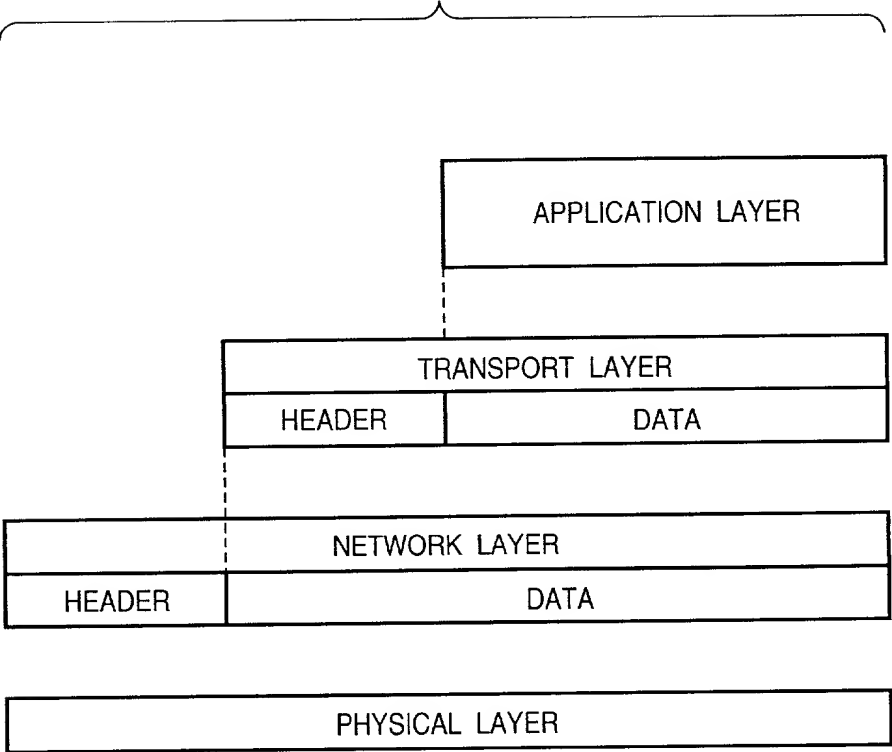 APPLICATION LAYER
TRANSPORT LAYER
HEADER DATA
NETWORK LAYER
HEADER DATA
PHYSICAL LAYER